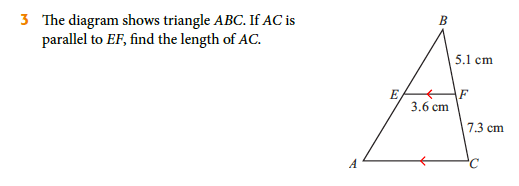 3 The diagram shows triangle ABC. If AC is
parallel to EF, find the length of AC.
B
5.1 cm
E
F
3.6 cm
7.3 cm
A
C